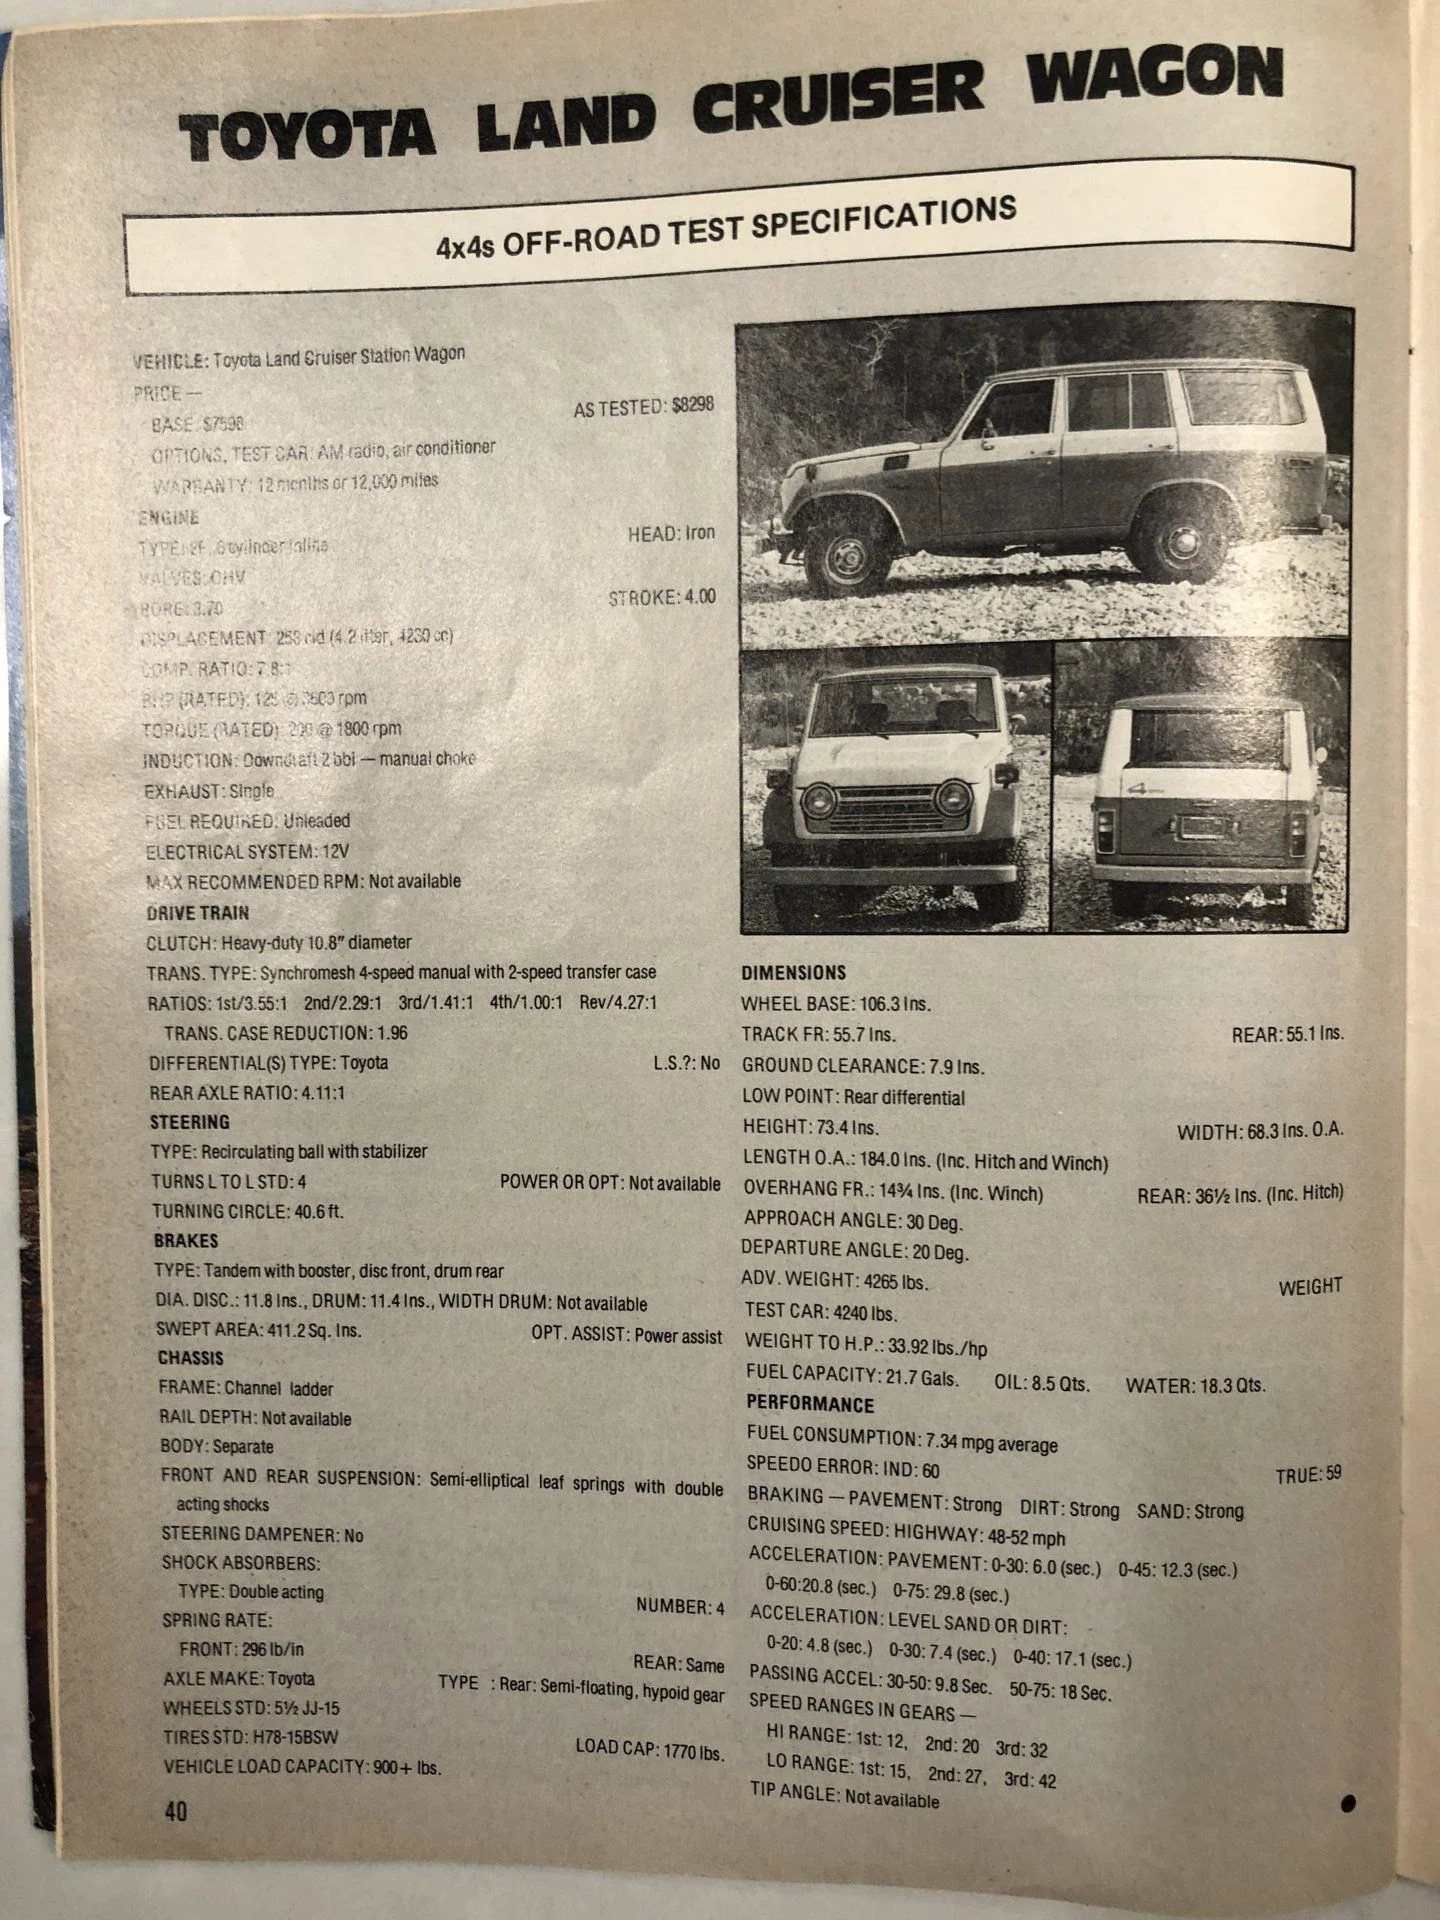 TOYOTA LAND CRUISER WAGON
4x4s OFF-ROAD TEST SPECIFICATIONS
VEHICLE: Toyota Land Cruiser Station Wagon
PRICE —
BASE: $7598 AS TESTED: $8298
OPTIONS, TEST CAR: AM radio, air conditioner
WARRANTY: 12 months or 12,000 miles
ENGINE
TYPE: 2F, 6 cylinder inline HEAD: Iron
VALVES: OHV
BORE: 3.70 STROKE: 4.00
DISPLACEMENT: 258 cid (4.2 liter, 4230 cc)
COMP. RATIO: 7.8:1
BHP (RATED): 125 @ 3600 rpm
TORQUE (RATED): 200 @ 1800 rpm
INDUCTION: Downdraft 2 bbl — manual choke
EXHAUST: Single
FUEL REQUIRED: Unleaded
ELECTRICAL SYSTEM: 12V
MAX RECOMMENDED RPM: Not available
DRIVE TRAIN
CLUTCH: Heavy-duty 10.8" diameter
TRANS. TYPE: Synchromesh 4-speed manual with 2-speed transfer case
RATIOS: 1st/3.55:1 2nd/2.29:1 3rd/1.41:1 4th/1.00:1 Rev/4.27:1
TRANS. CASE REDUCTION: 1.96
DIFFERENTIAL(S) TYPE: Toyota L.S.?: No
REAR AXLE RATIO: 4.11:1
STEERING
TYPE: Recirculating ball with stabilizer
TURNS L TO L STD: 4 POWER OR OPT: Not available
TURNING CIRCLE: 40.6 ft.
BRAKES
TYPE: Tandem with booster, disc front, drum rear
DIA. DISC.: 11.8 Ins., DRUM: 11.4 Ins., WIDTH DRUM: Not available
SWEPT AREA: 411.2 Sq. Ins. OPT. ASSIST: Power assist
CHASSIS
FRAME: Channel ladder
RAIL DEPTH: Not available
BODY: Separate
FRONT AND REAR SUSPENSION: Semi-elliptical leaf springs with double
acting shocks
STEERING DAMPENER: No
SHOCK ABSORBERS:
TYPE: Double acting NUMBER: 4
SPRING RATE:
FRONT: 296 lb/in REAR: Same
AXLE MAKE: Toyota TYPE : Rear: Semi-floating, hypoid gear
WHEELS STD: 5½ JJ-15
TIRES STD: H78-15BSW LOAD CAP: 1770 lbs.
VEHICLE LOAD CAPACITY: 900+ lbs.
40
DIMENSIONS
WHEEL BASE: 106.3 Ins.
TRACK FR: 55.7 Ins. REAR: 55.1 Ins.
GROUND CLEARANCE: 7.9 Ins.
LOW POINT: Rear differential
HEIGHT: 73.4 Ins. WIDTH: 68.3 Ins. O.A.
LENGTH O.A.: 184.0 Ins. (Inc. Hitch and Winch)
OVERHANG FR.: 14¾ Ins. (Inc. Winch) REAR: 36½ Ins. (Inc. Hitch)
APPROACH ANGLE: 30 Deg.
DEPARTURE ANGLE: 20 Deg.
ADV. WEIGHT: 4265 lbs. WEIGHT
TEST CAR: 4240 lbs.
WEIGHT TO H.P.: 33.92 lbs./hp
FUEL CAPACITY: 21.7 Gals. OIL: 8.5 Qts. WATER: 18.3 Qts.
PERFORMANCE
FUEL CONSUMPTION: 7.34 mpg average
SPEEDO ERROR: IND: 60 TRUE: 59
BRAKING — PAVEMENT: Strong DIRT: Strong SAND: Strong
CRUISING SPEED: HIGHWAY: 48-52 mph
ACCELERATION: PAVEMENT: 0-30: 6.0 (sec.) 0-45: 12.3 (sec.)
0-60:20.8 (sec.) 0-75: 29.8 (sec.)
ACCELERATION: LEVEL SAND OR DIRT:
0-20: 4.8 (sec.) 0-30: 7.4 (sec.) 0-40: 17.1 (sec.)
PASSING ACCEL: 30-50: 9.8 Sec. 50-75: 18 Sec.
SPEED RANGES IN GEARS —
HI RANGE: 1st: 12, 2nd: 20 3rd: 32
LO RANGE: 1st: 15, 2nd: 27, 3rd: 42
TIP ANGLE: Not available